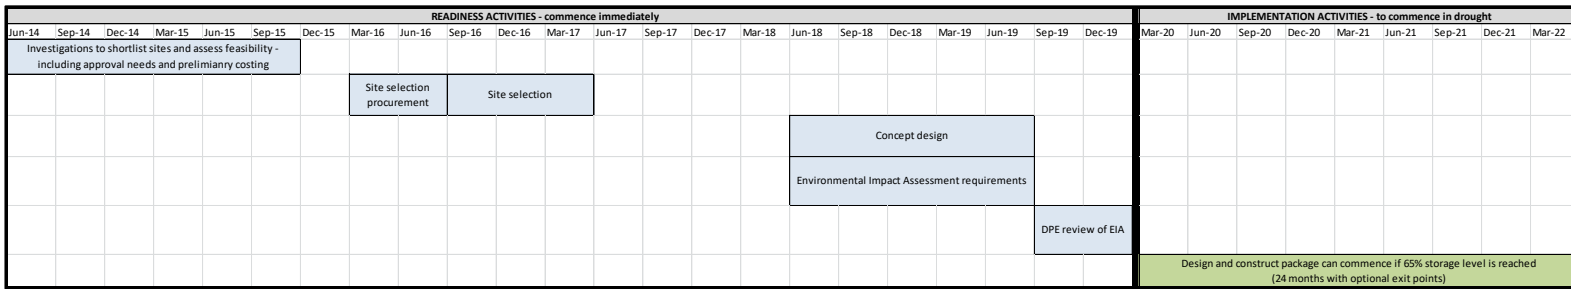 READINESS ACTIVITIES - commence immediately
IMPLEMENTATION ACTIVITIES - to commence in drought
Jun-14 Sep-14 Dec-14 Mar-15 Jun-15 Sep-15 Dec-15 Mar-16 Jun-16 Sep-16 Dec-16 Mar-17 Jun-17 Sep-17 Dec-17 Mar-18 Jun-18 Sep-18 Dec-18 Mar-19 Jun-19 Sep-19 Dec-19 Mar-20 Jun-20 Sep-20 Dec-20 Mar-21 Jun-21 Sep-21 Dec-21 Mar-22
Investigations to shortlist sites and assess feasibility -
including approval needs and prelimianry costing
Site selection
procurement
Site selection
Concept design
Environmental Impact Assessment requirements
DPE review of EIA
Design and construct package can commence if 65% storage level is reached
(24 months with optional exit points)